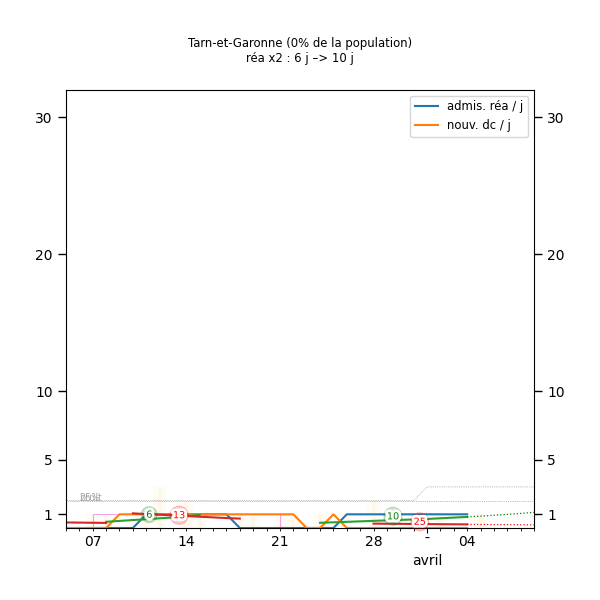 Tarn-et-Garonne (0% de la population)
réa x2 : 6 j –> 10 j
admis. réa / j
nouv. dc / j
30 30
20 20
10 10
5 5
1 1
6 13 10 25
07 14 21 28 - 04
avril